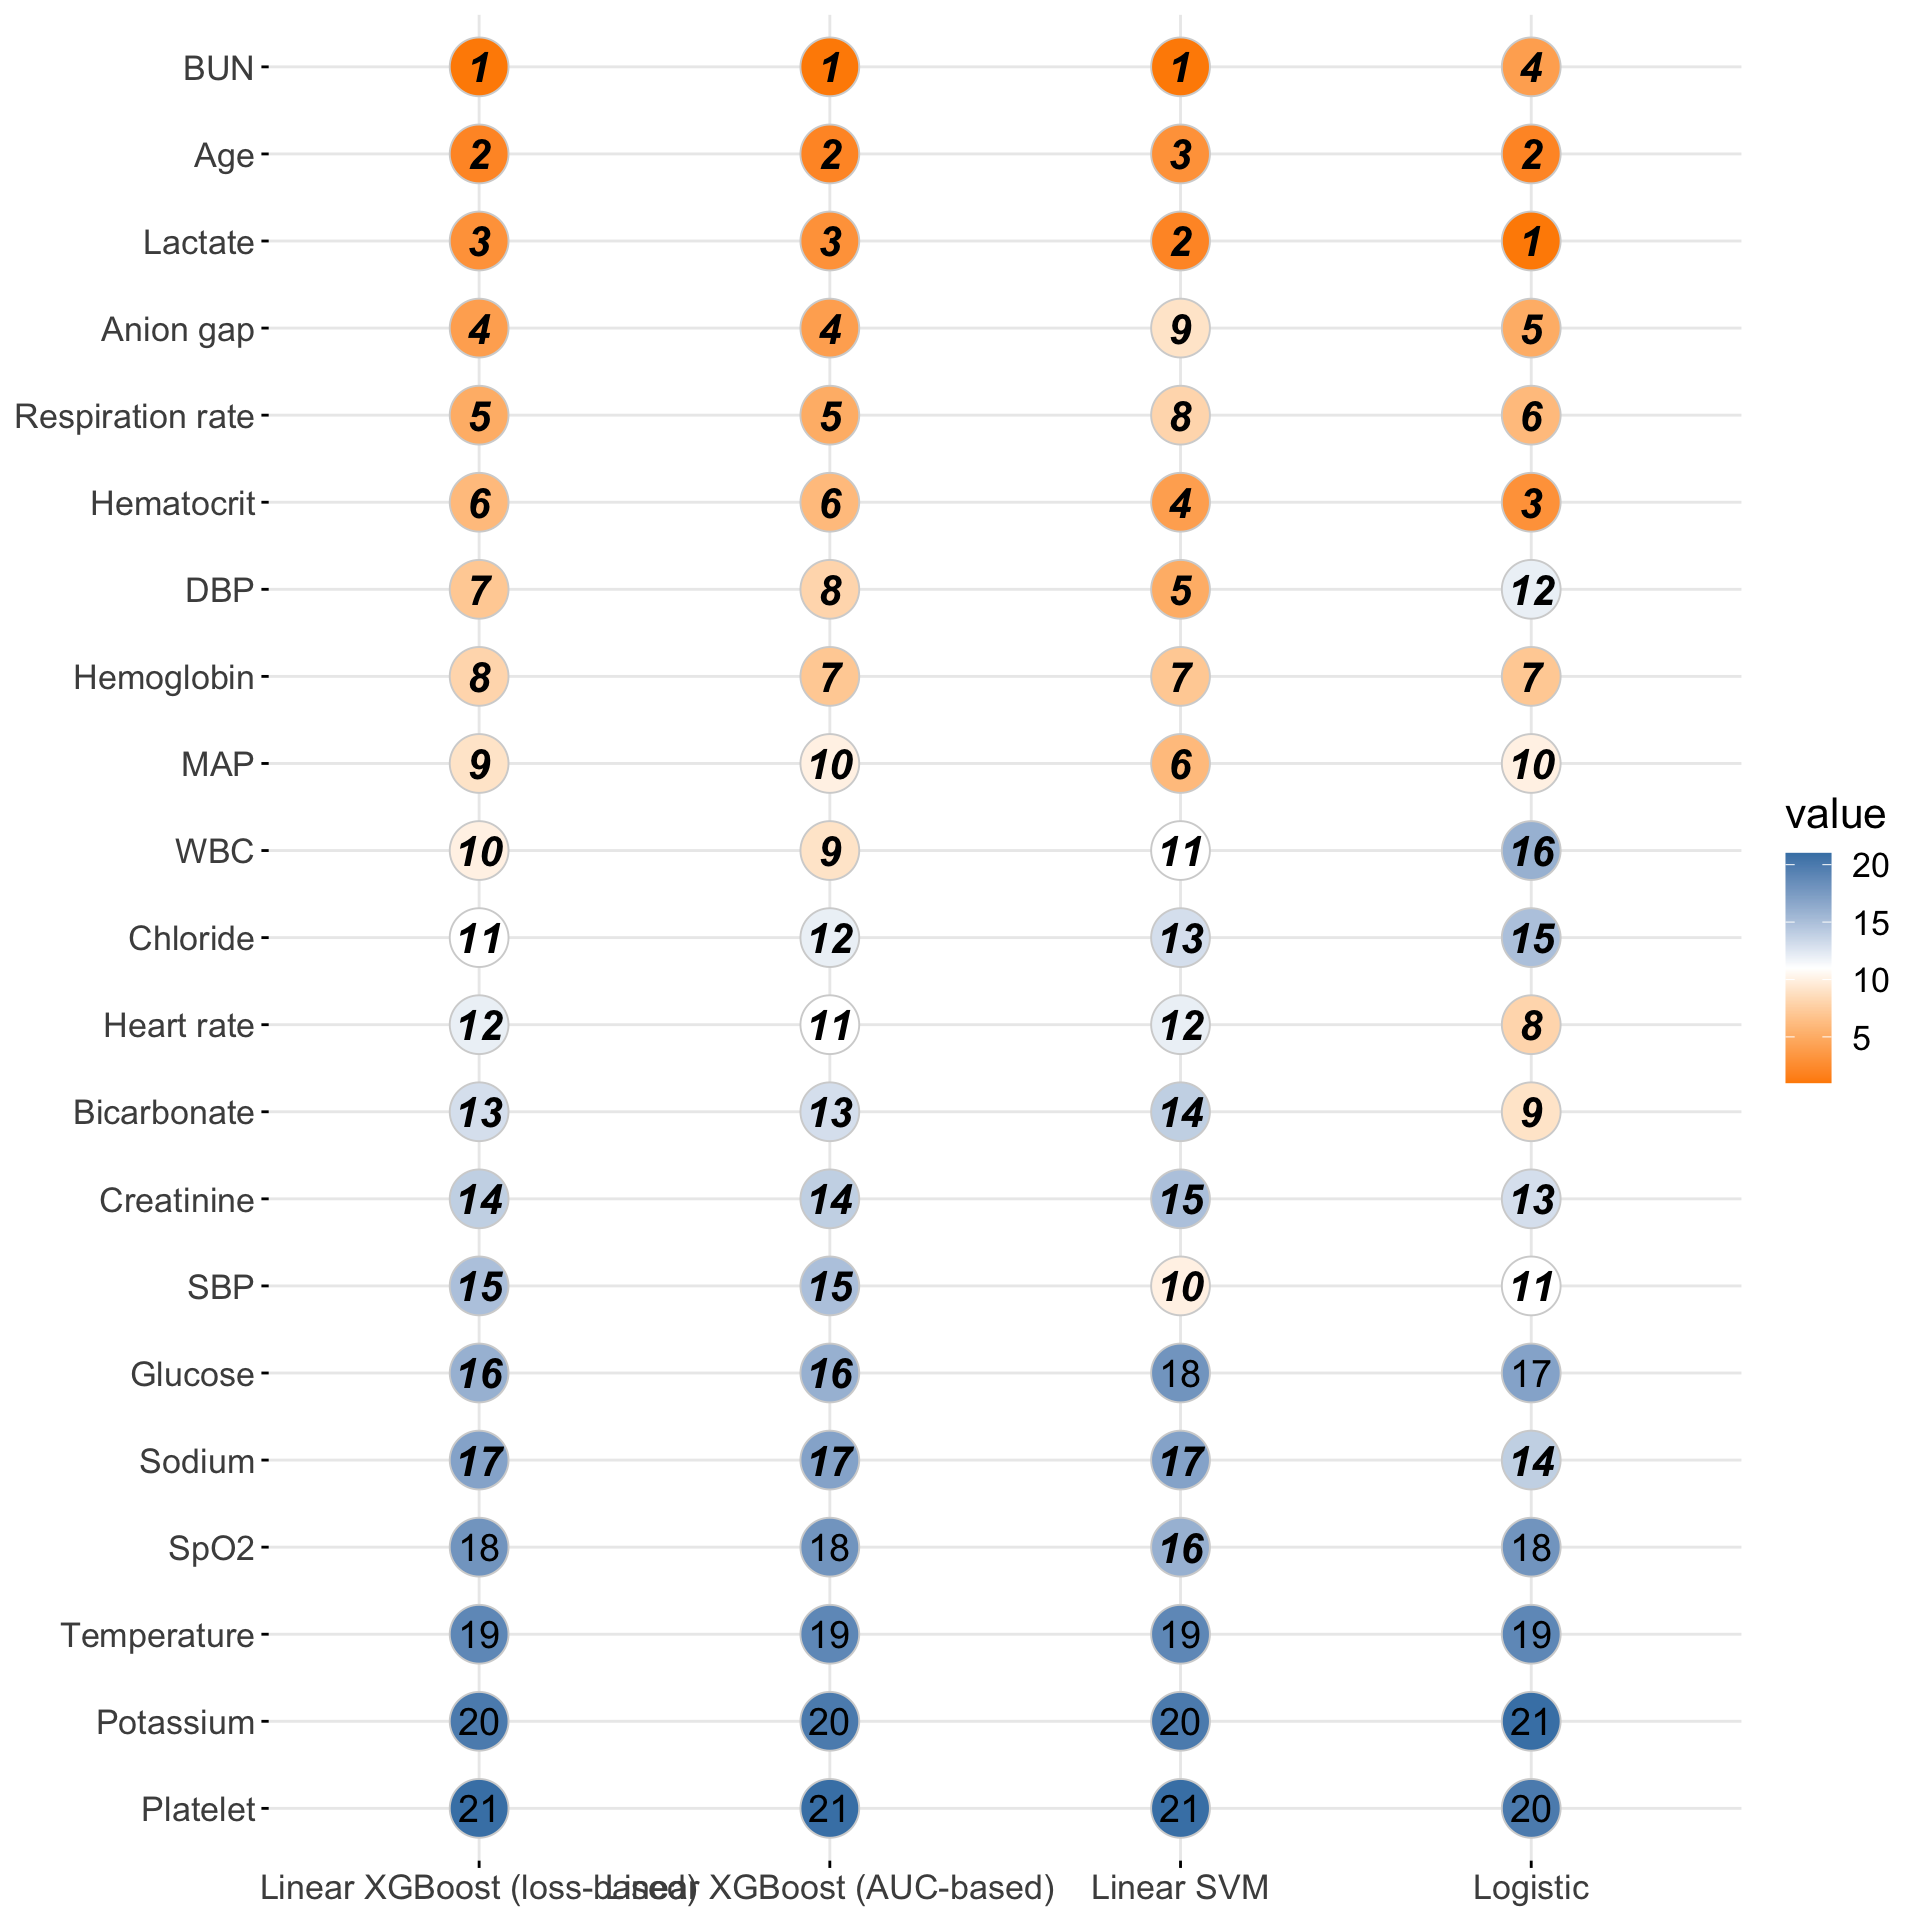 BUN 1 1 1 4
Age 2 2 3 2
Lactate 3 3 2 1
Anion gap 4 4 9 5
Respiration rate 5 5 8 6
Hematocrit 6 6 4 3
DBP 7 8 5 12
Hemoglobin 8 7 7 7
MAP 9 10 6 10
WBC 10 9 11 16
Chloride 11 12 13 15
Heart rate 12 11 12 8
Bicarbonate 13 13 14 9
Creatinine 14 14 15 13
SBP 15 15 10 11
Glucose 16 16 18 17
Sodium 17 17 17 14
SpO2 18 18 16 18
Temperature 19 19 19 19
Potassium 20 20 20 21
Platelet 21 21 21 20
Linear XGBoost (loss-based) Linear XGBoost (AUC-based) Linear SVM Logistic
value
20
15
10
5